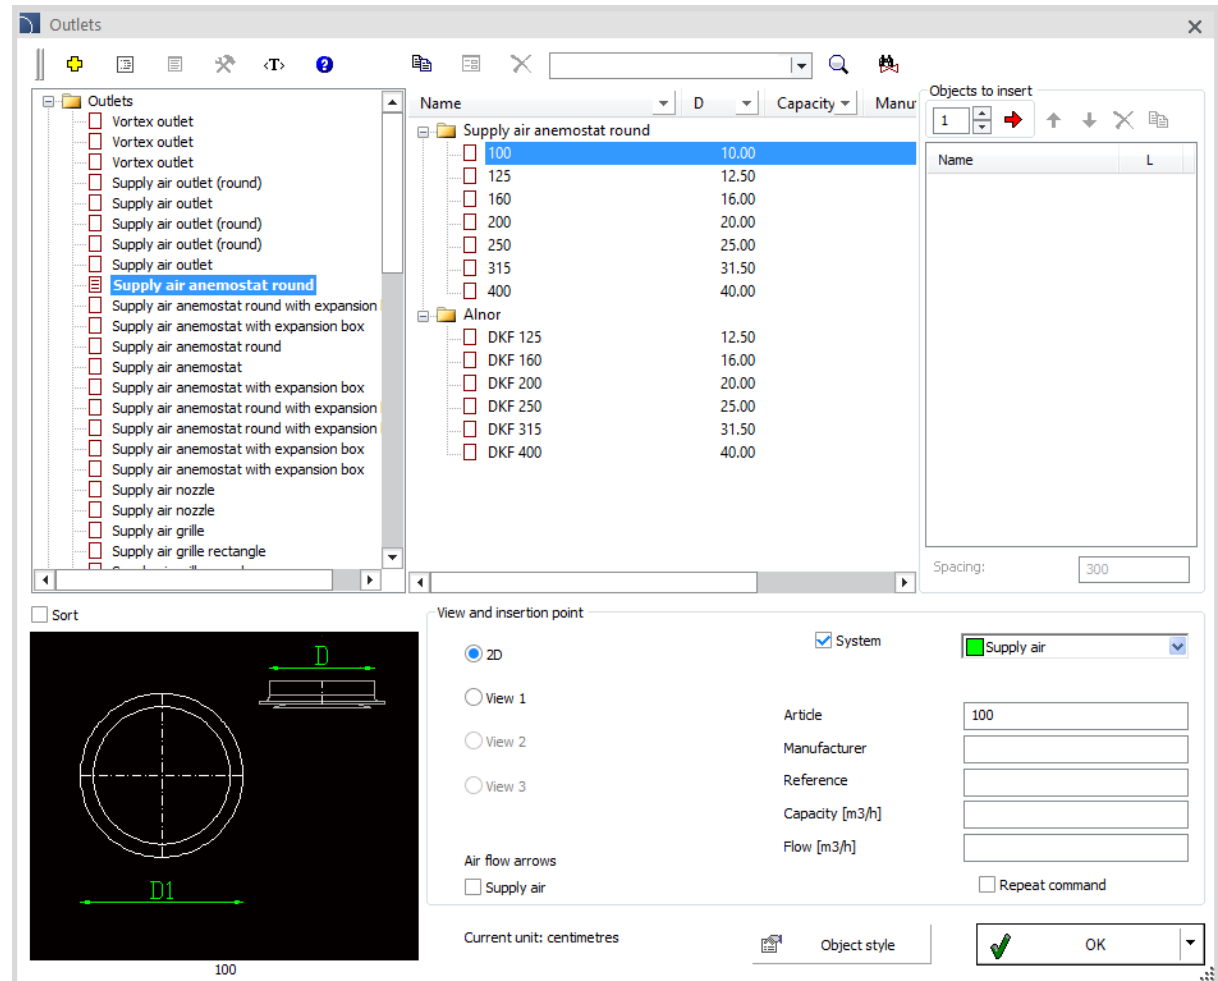 Outlets
<T>
?
Outlets
Vortex outlet
Vortex outlet
Vortex outlet
Supply air outlet (round)
Supply air outlet
Supply air outlet (round)
Supply air outlet (round)
Supply air outlet
Supply air anemostat round
Supply air anemostat round with expansion
Supply air anemostat with expansion box
Supply air anemostat round
Supply air anemostat
Supply air anemostat with expansion box
Supply air anemostat round with expansion
Supply air anemostat round with expansion
Supply air anemostat with expansion box
Supply air anemostat with expansion box
Supply air nozzle
Supply air nozzle
Supply air grille
Supply air grille rectangle
Name D Capacity Manu
Supply air anemostat round
100 10.00
125 12.50
160 16.00
200 20.00
250 25.00
315 31.50
400 40.00
Alnor
DKF 125 12.50
DKF 160 16.00
DKF 200 20.00
DKF 250 25.00
DKF 315 31.50
DKF 400 40.00
Objects to insert
1
Name L
Spacing: 300
Sort
D
D1
100
View and insertion point
2D
View 1
View 2
View 3
Air flow arrows
Supply air
System Supply air
Article 100
Manufacturer
Reference
Capacity [m3/h]
Flow [m3/h]
Repeat command
Current unit: centimetres
Object style
OK